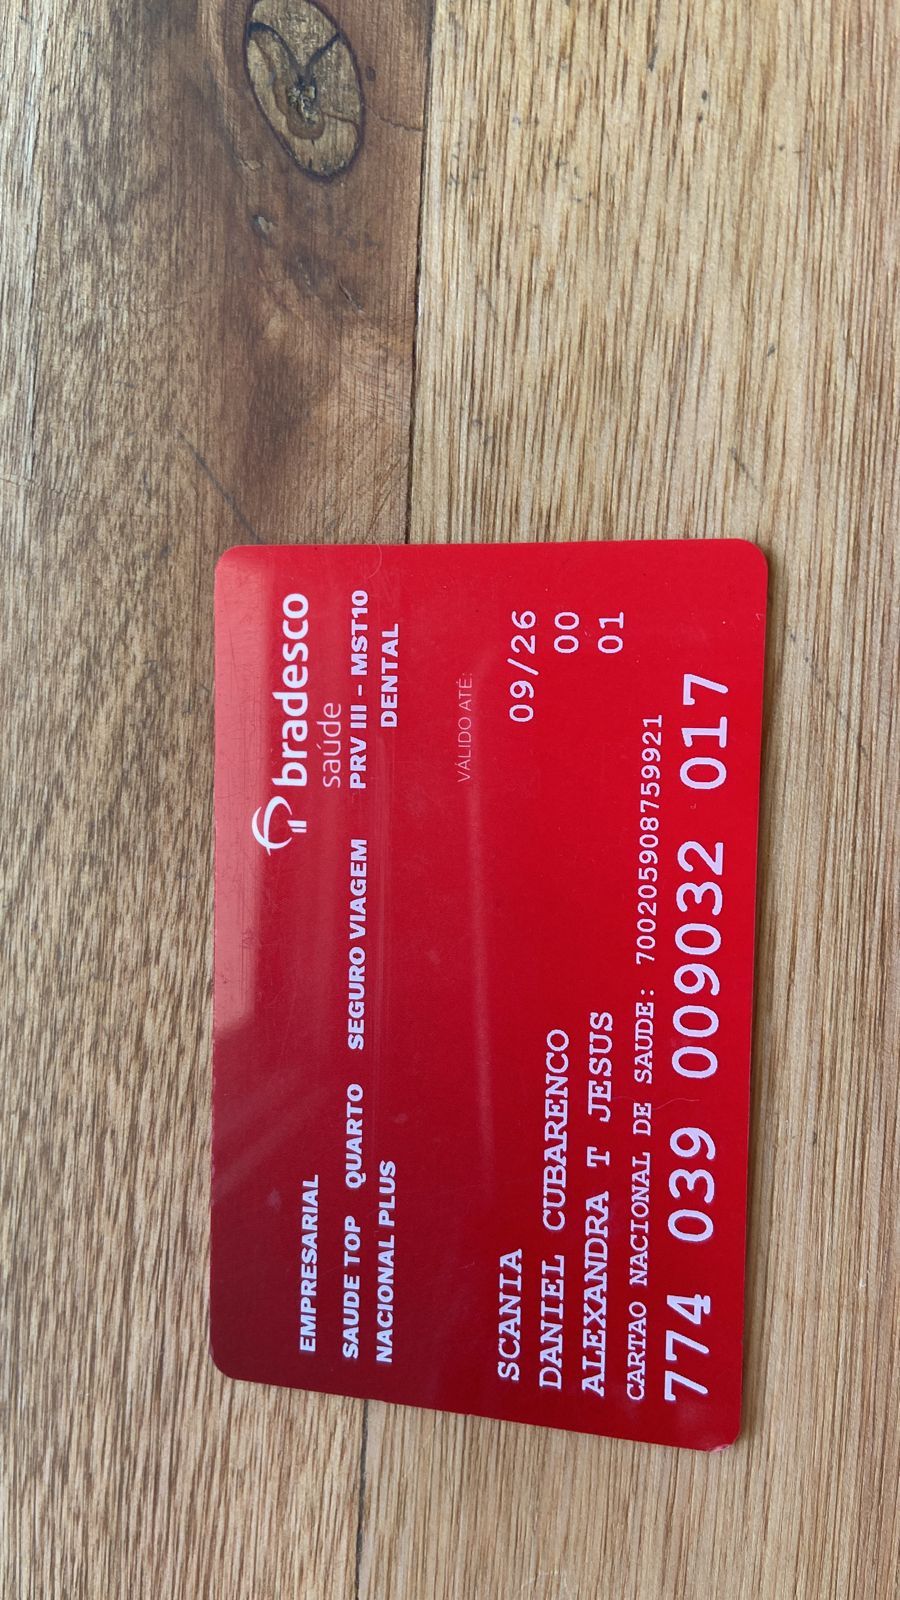 bradesco
saúde
EMPRESARIAL
SAUDE TOP QUARTO SEGURO VIAGEM PRV III - MST10
NACIONAL PLUS DENTAL
VÁLIDO ATÉ:
SCANIA 09/26
DANIEL CUBARENCO 00
ALEXANDRA T JESUS 01
CARTAO NACIONAL DE SAUDE: 700205908759921
774 039 009032 017